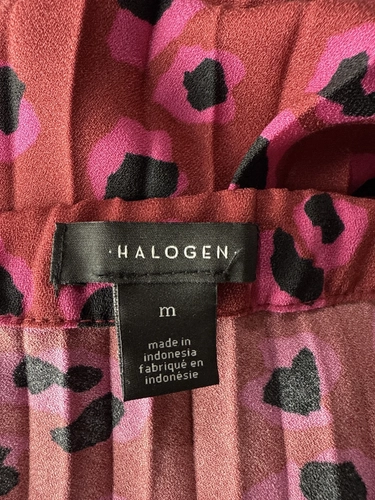 ·HALOGEN·
m
made in
indonesia
fabriqué en
indonésie